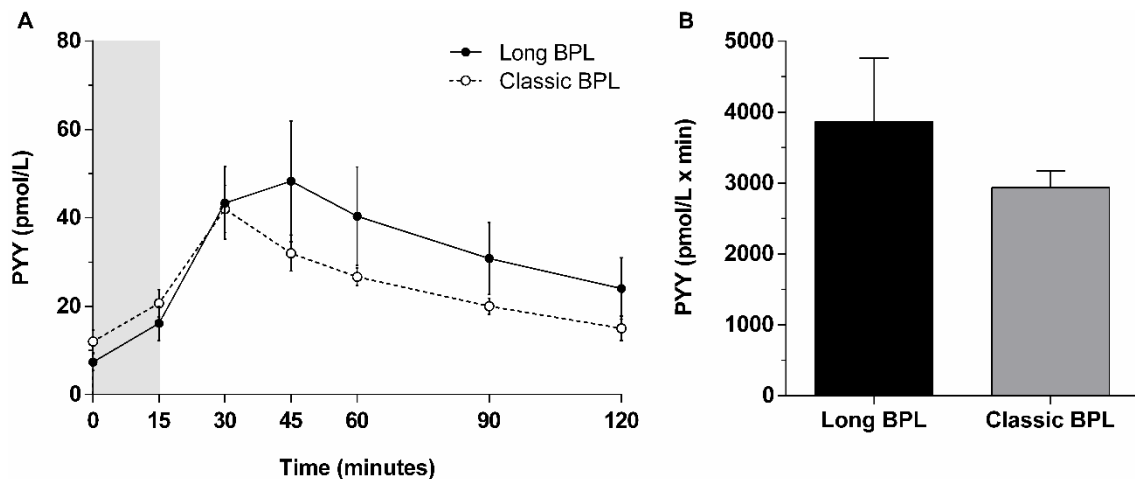 A
PYY (pmol/L)
80
60
40
20
0
Long BPL
Classic BPL
0 15 30 45 60 90 120
Time (minutes)
B
PYY (pmol/L x min)
5000
4000
3000
2000
1000
0
Long BPL Classic BPL